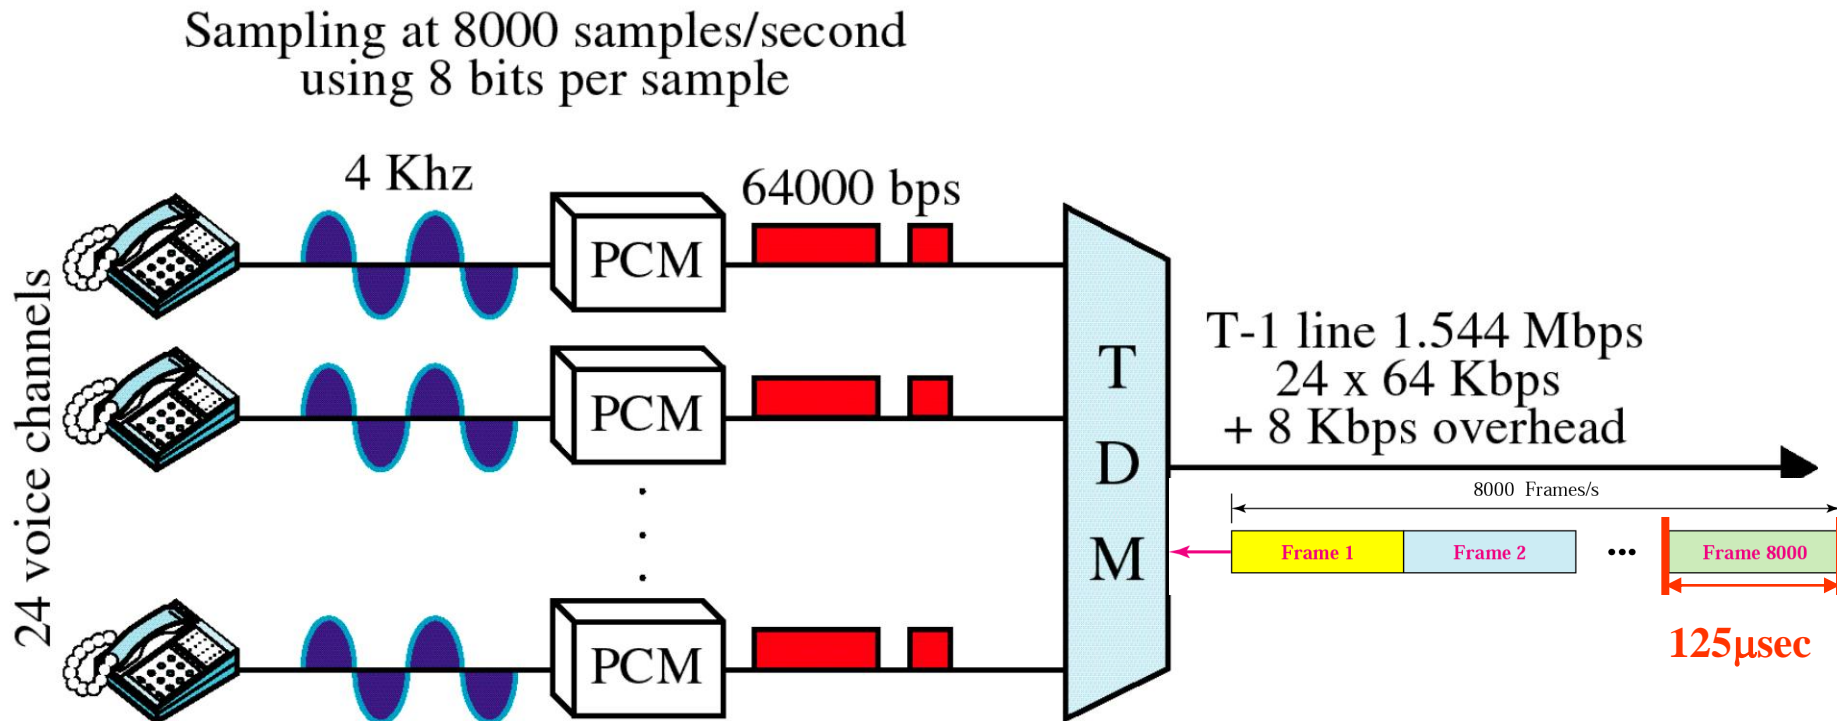 Sampling at 8000 samples/second
using 8 bits per sample
4 Khz
64000 bps
24 voice channels
PCM
PCM
PCM
T
D
M
T-1 line 1.544 Mbps
24 x 64 Kbps
+ 8 Kbps overhead
8000 Frames/s
Frame 1
Frame 2
•••
Frame 8000
125μsec